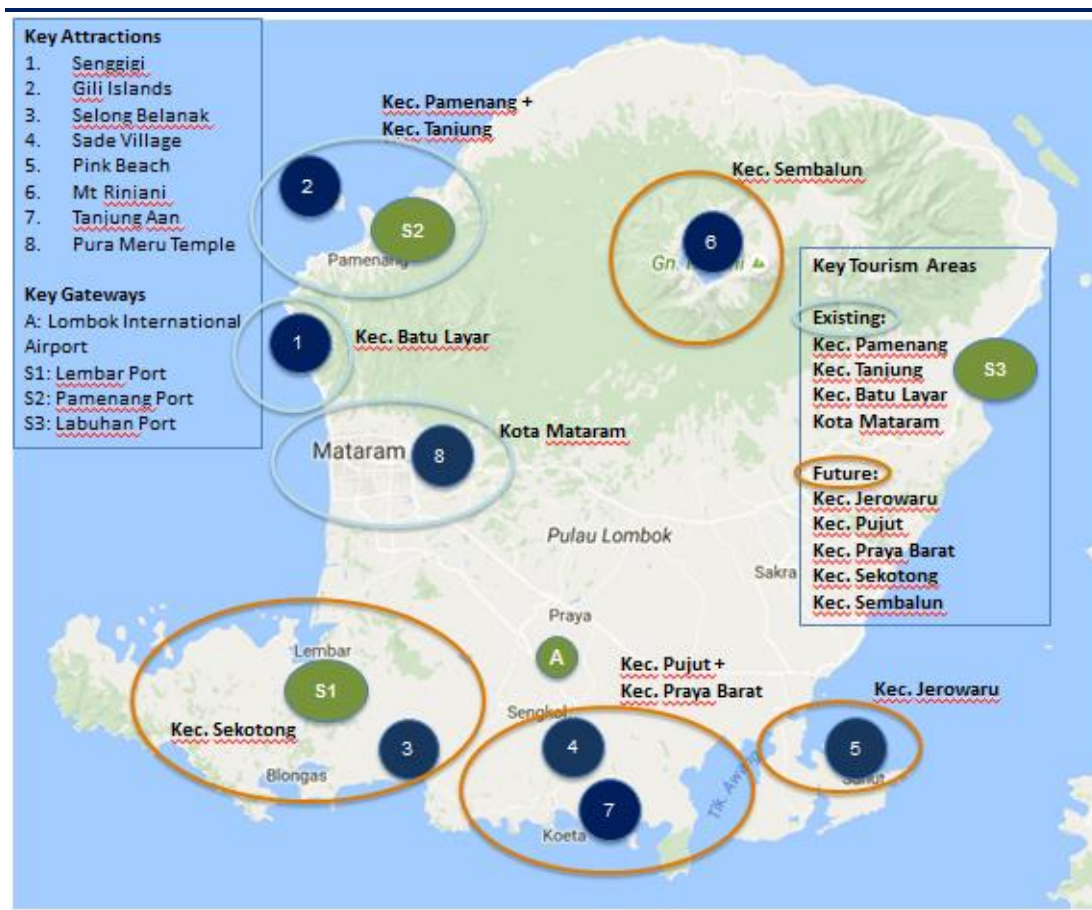 Key Attractions
1. Senggigi
2. Gili Islands
3. Selong Belanak
4. Sade Village
5. Pink Beach
6. Mt Riniani
7. Tanjung Aan
8. Pura Meru Temple
Key Gateways
A: Lombok International
Airport
S1: Lembar Port
S2: Pamenang Port
S3: Labuhan Port
Kec. Pamenang +
Kec. Tanjung
2
S2
Pamenang
Kec. Sembalun
6
Gn.
1
Kec. Batu Layar
Key Tourism Areas
Existing:
Kec. Pamenang
Kec. Tanjung
Kec. Batu Layar
Kota Mataram
Future:
Kec. Jerowaru
Kec. Pujut
Kec. Praya Barat
Kec. Sekotong
Kec. Sembalun
S3
Kota Mataram
Mataram
8
Pulau Lombok
Sakra
Praya
A
Lembar
S1
Kec. Sekotong
3
Blongas
Kec. Pujut +
Kec. Praya Barat
Sengkol
4
7
Koeta
Tlk. Awang
Kec. Jerowaru
5